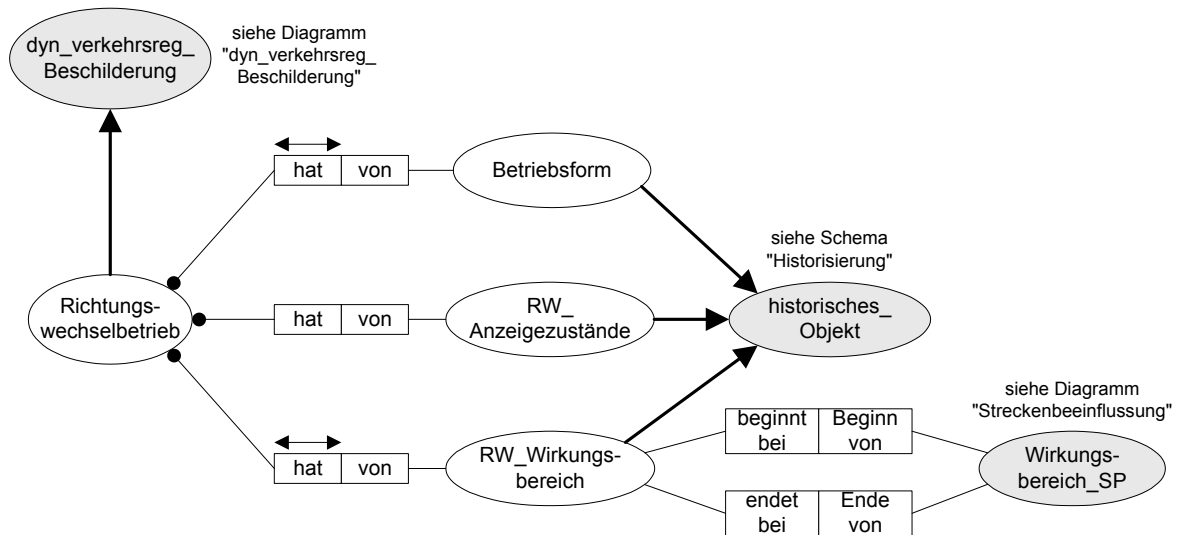 dyn_verkehrsreg_
Beschilderung
siehe Diagramm
"dyn_verkehrsreg_
Beschilderung"
hat
von
Betriebsform
siehe Schema
"Historisierung"
Richtungs-
wechselbetrieb
hat
von
RW_
Anzeigezustände
historisches_
Objekt
siehe Diagramm
"Streckenbeeinflussung"
hat
von
RW_Wirkungs-
bereich
beginnt
bei
Beginn
von
endet
bei
Ende
von
Wirkungs-
bereich_SP